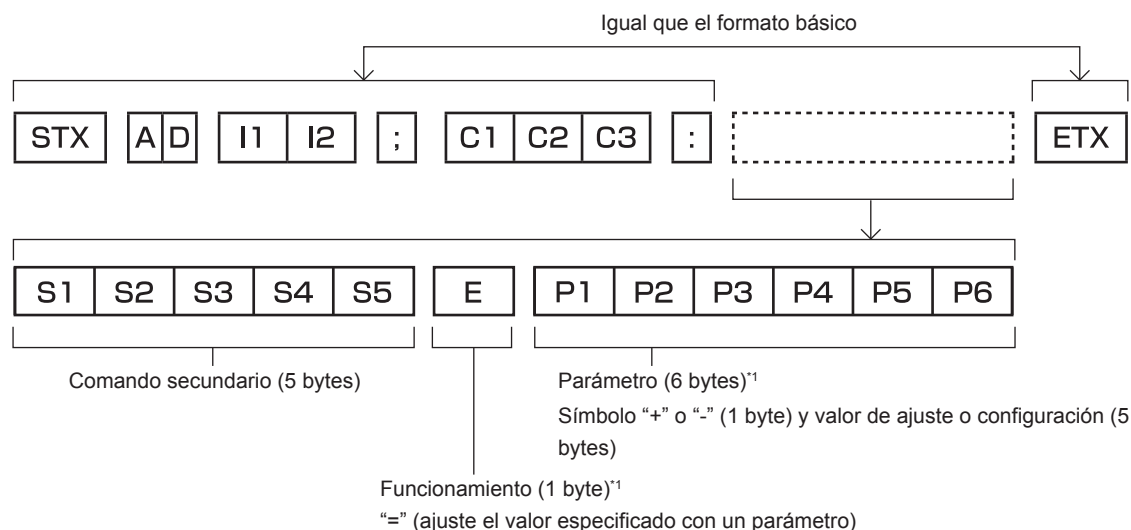 Igual que el formato básico
STX A D I1 I2 ; C1 C2 C3 : ETX
S1 S2 S3 S4 S5 E P1 P2 P3 P4 P5 P6
Comando secundario (5 bytes)
Parámetro (6 bytes)*1
Símbolo “+” o “-” (1 byte) y valor de ajuste o configuración (5
bytes)
Funcionamiento (1 byte)*1
“=” (ajuste el valor especificado con un parámetro)